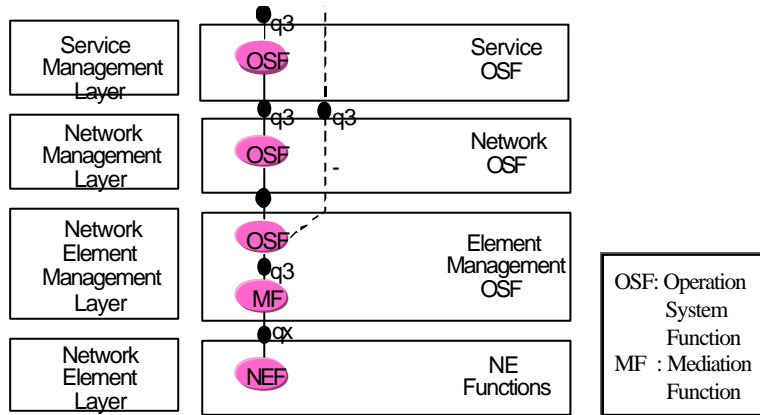 q3
Service
Management
Layer
OSF
Service
OSF
q3
q3
Network
Management
Layer
OSF
Network
OSF
Network
Element
Management
Layer
OSF
q3
MF
Element
Management
OSF
qx
Network
Element
Layer
NEF
NE
Functions
OSF: Operation
System
Function
MF : Mediation
Function